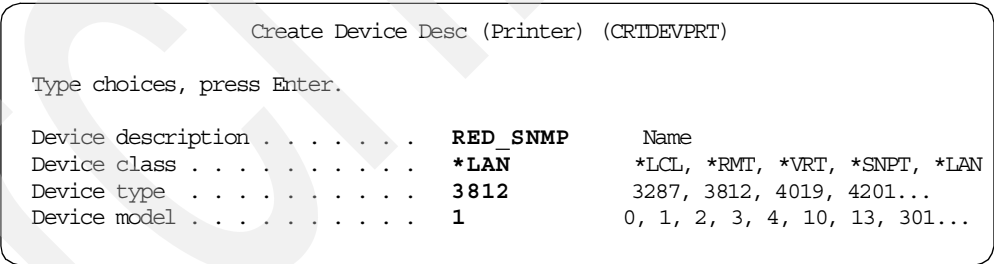 Create Device Desc (Printer) (CRTDEVPRT)
Type choices, press Enter.
Device description . . . . . . . RED_SNMP Name
Device class . . . . . . . . . . *LAN *LCL, *RMT, *VRT, *SNPT, *LAN
Device type . . . . . . . . . . 3812 3287, 3812, 4019, 4201...
Device model . . . . . . . . . . 1 0, 1, 2, 3, 4, 10, 13, 301...